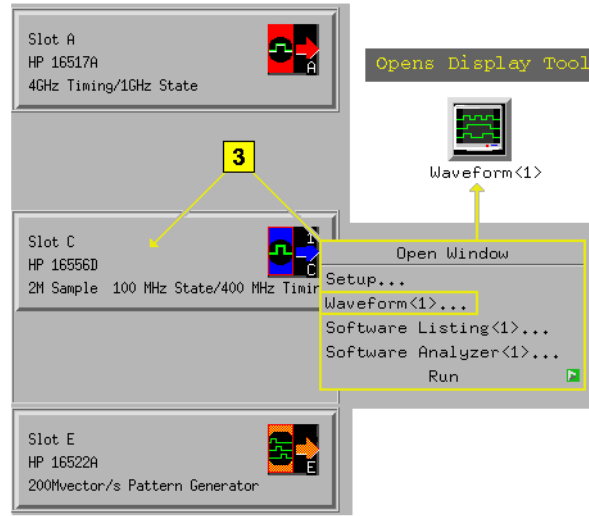 Slot A
HP 16517A
4GHz Timing/1GHz State
A
Opens Display Tool
Waveform<1>
3
Slot C
HP 16556D
2M Sample 100 MHz State/400 MHz Timin
1
C
Open Window
Setup...
Waveform<1>...
Software Listing<1>...
Software Analyzer<1>...
Run
Slot E
HP 16522A
200Mvector/s Pattern Generator
E